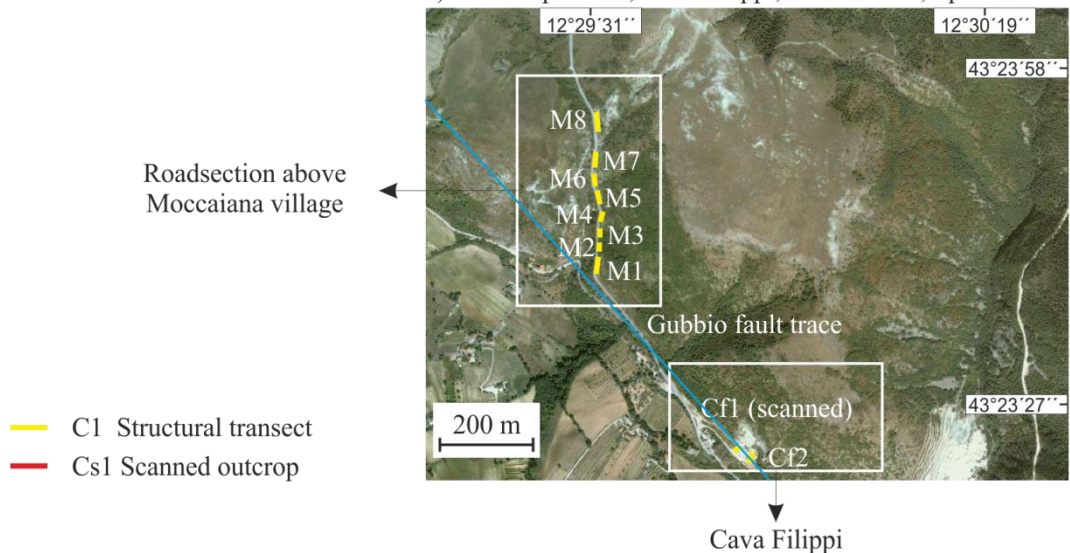 12°29´31´´
12°30´19´´
43°23´58´´
M8
M7
M6
M5
M4
M3
M2
M1
Roadsection above
Moccaiana village
Gubbio fault trace
43°23´27´´
Cf1 (scanned)
200 m
Cf2
C1 Structural transect
Cs1 Scanned outcrop
Cava Filippi